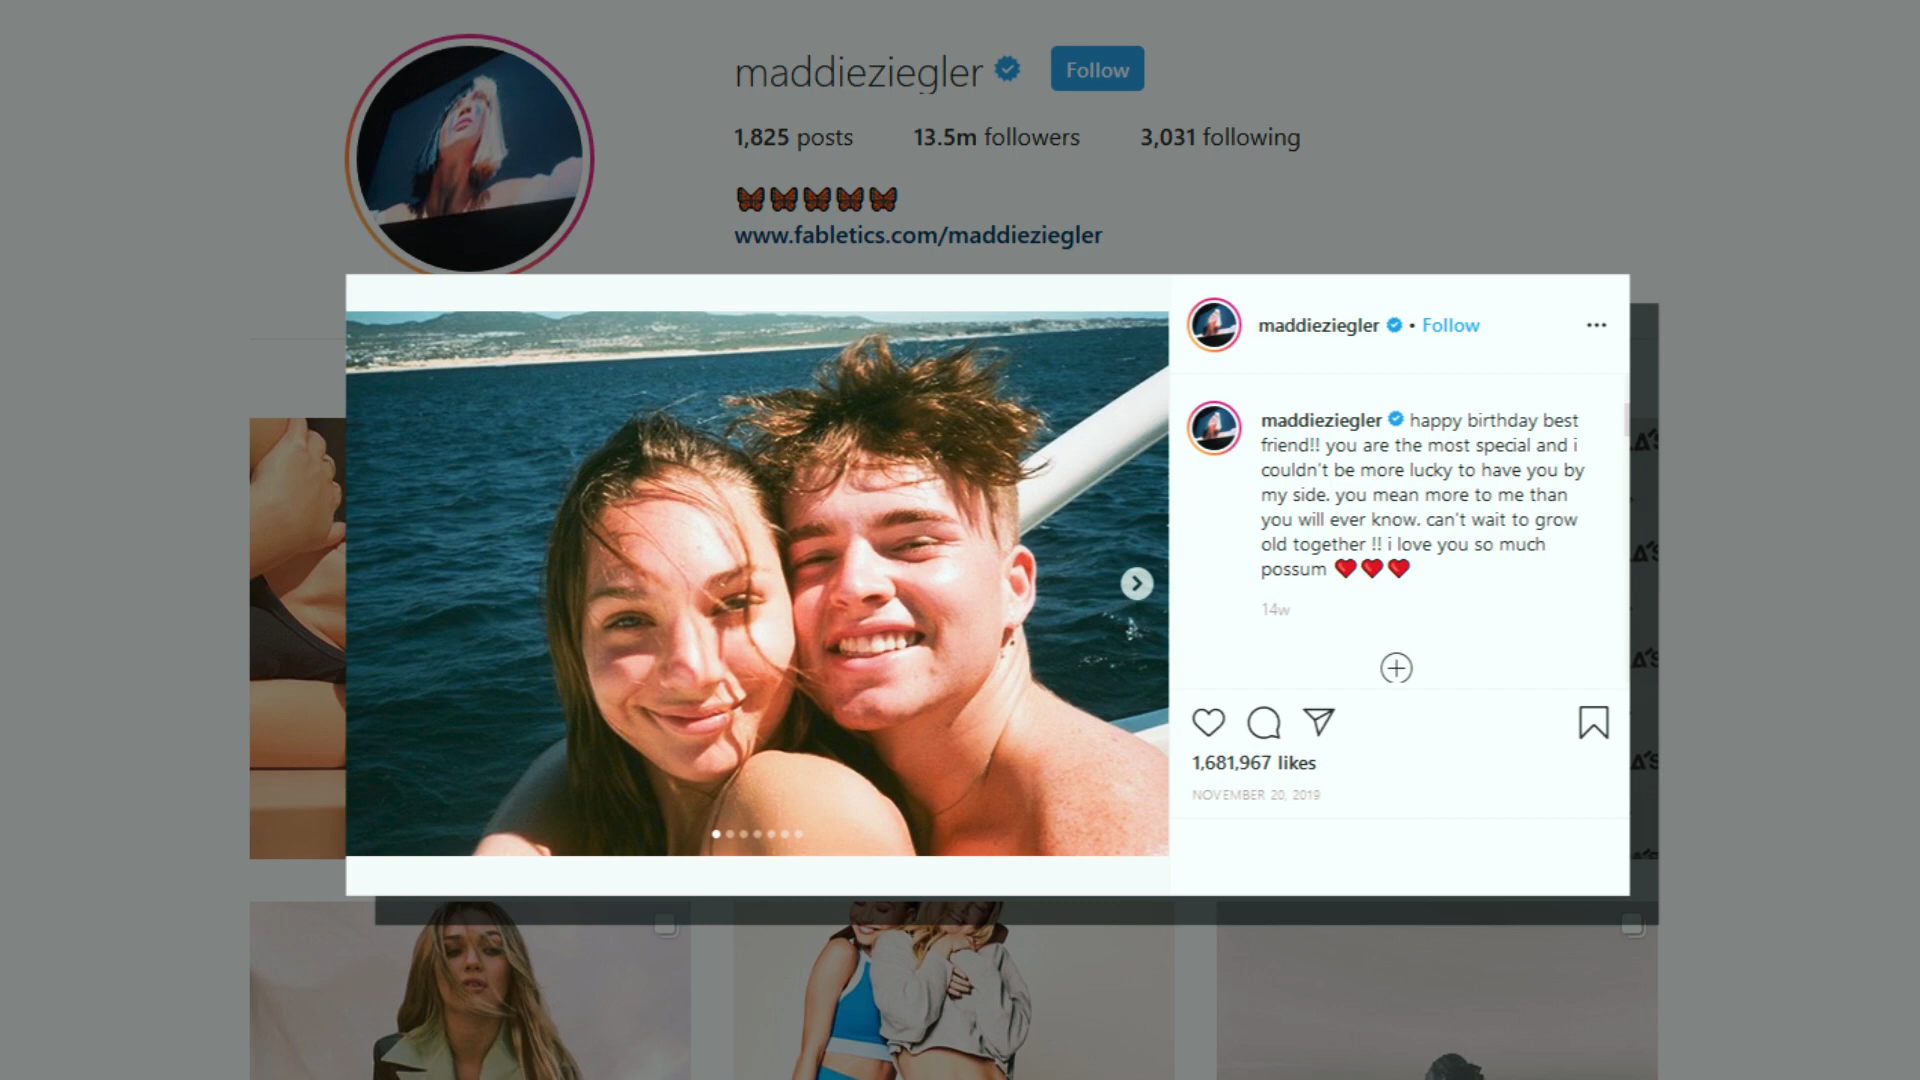 maddieziegler Follow
1,825 posts 13.5m followers 3,031 following
🦋🦋🦋🦋🦋
www.fabletics.com/maddieziegler
maddieziegler • Follow
maddieziegler happy birthday best
friend!! you are the most special and i
couldn't be more lucky to have you by
my side. you mean more to me than
you will ever know. can't wait to grow
old together !! i love you so much
possum ❤️❤️❤️
14w
1,681,967 likes
NOVEMBER 20, 2019